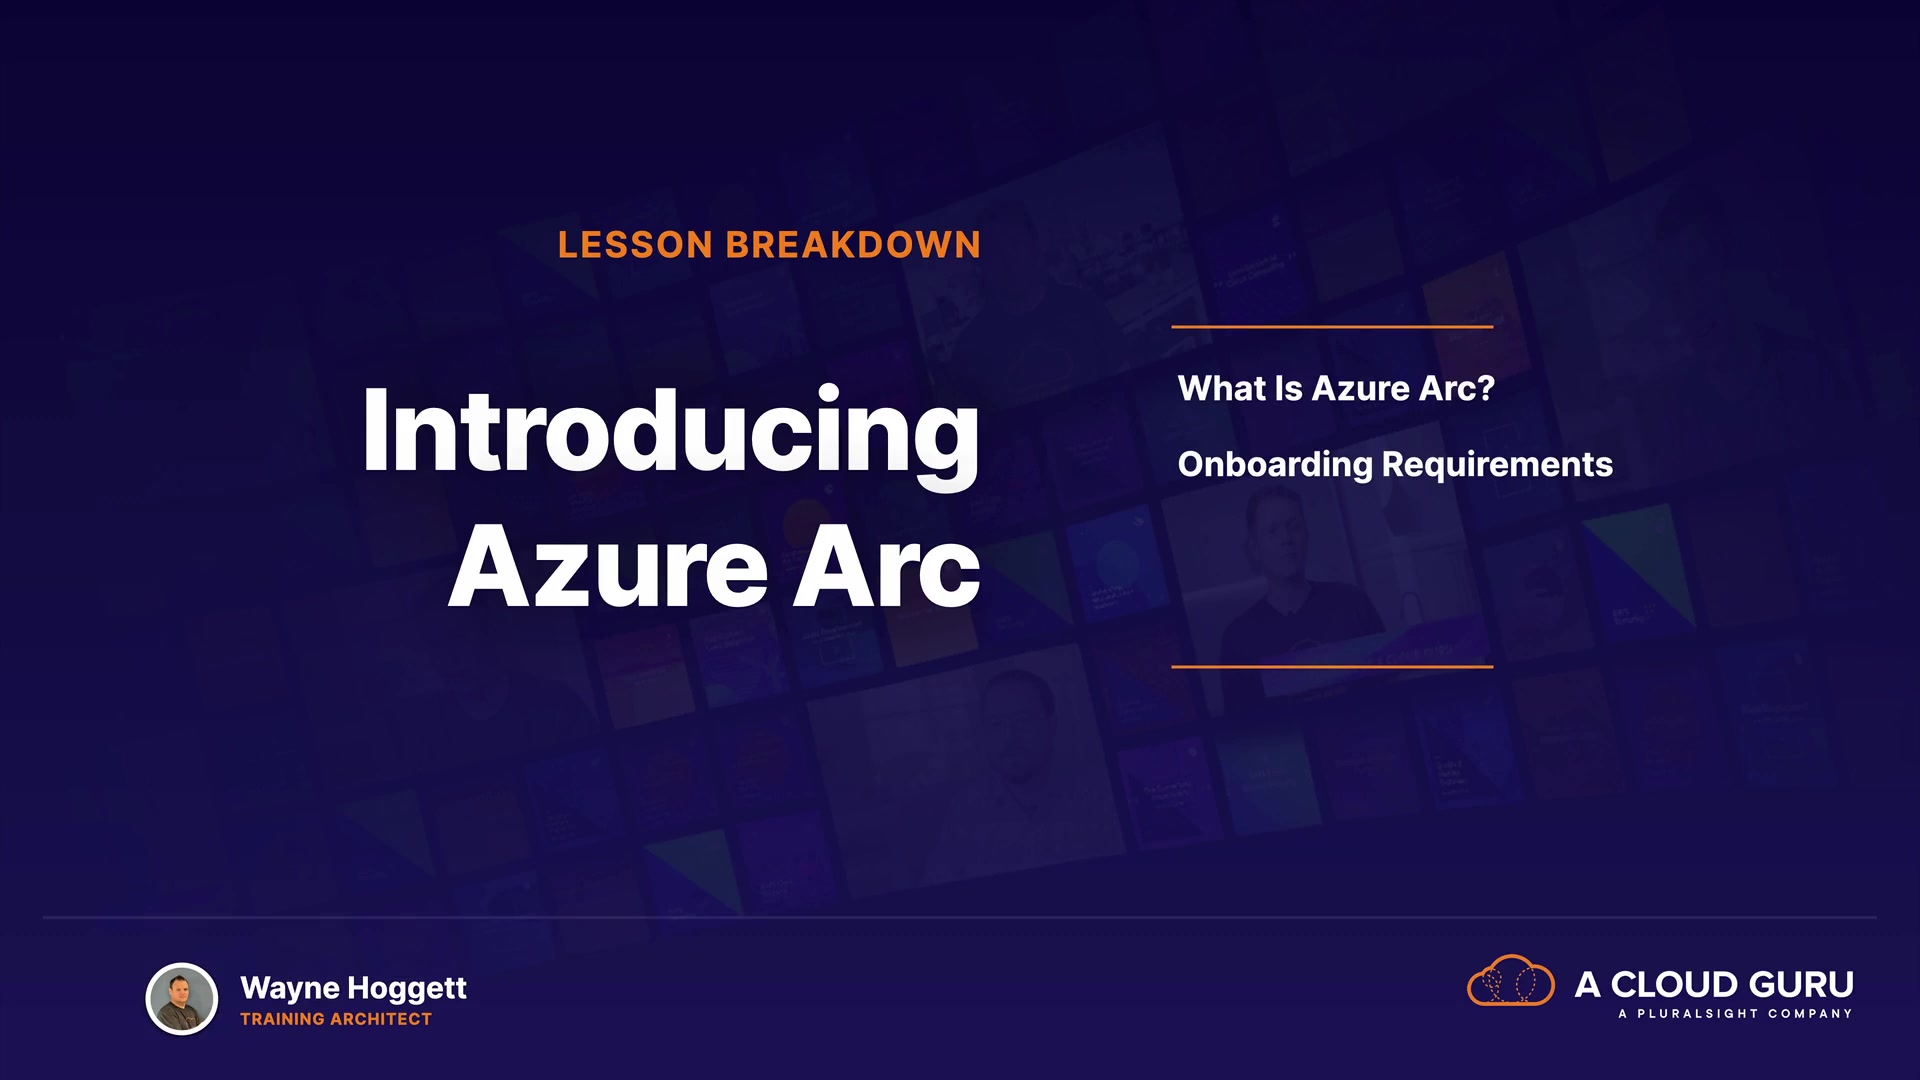 LESSON BREAKDOWN
Introducing
Azure Arc
What Is Azure Arc?
Onboarding Requirements
Wayne Hoggett
TRAINING ARCHITECT
A CLOUD GURU
A PLURALSIGHT COMPANY